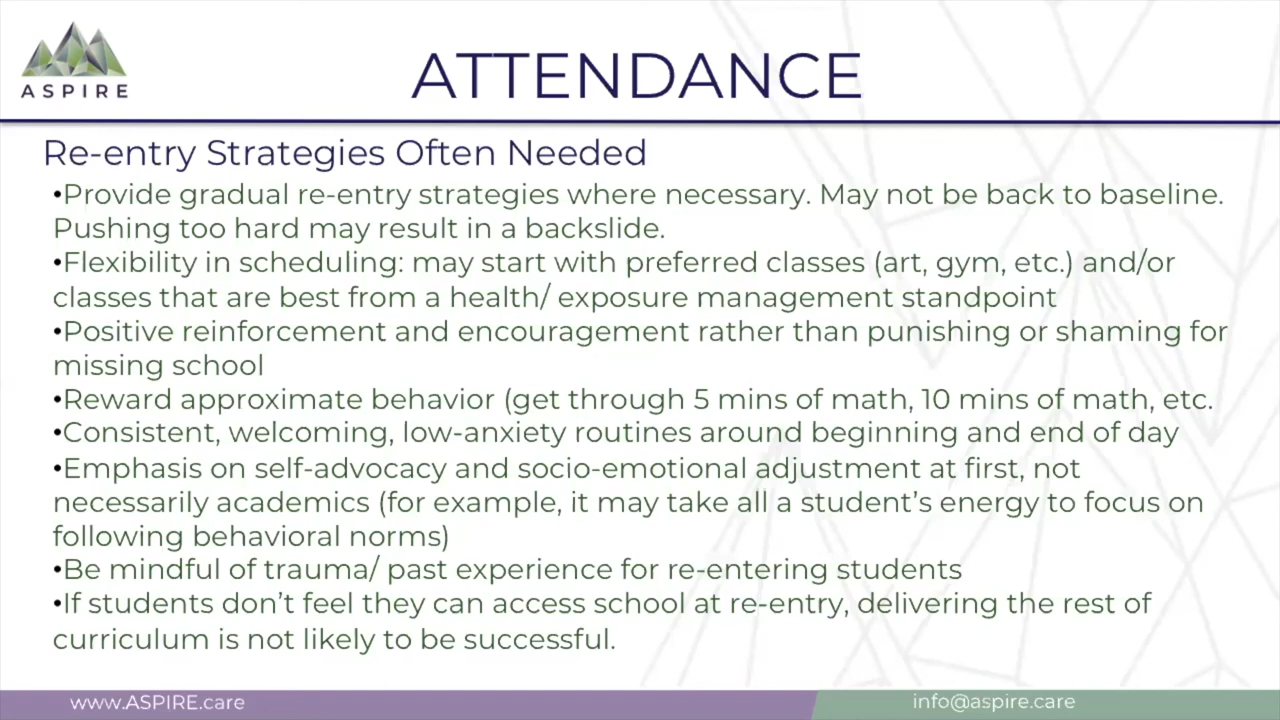 ASPIRE
ATTENDANCE
Re-entry Strategies Often Needed
•Provide gradual re-entry strategies where necessary. May not be back to baseline.
Pushing too hard may result in a backslide.
•Flexibility in scheduling: may start with preferred classes (art, gym, etc.) and/or
classes that are best from a health/ exposure management standpoint
•Positive reinforcement and encouragement rather than punishing or shaming for
missing school
•Reward approximate behavior (get through 5 mins of math, 10 mins of math, etc.
•Consistent, welcoming, low-anxiety routines around beginning and end of day
•Emphasis on self-advocacy and socio-emotional adjustment at first, not
necessarily academics (for example, it may take all a student’s energy to focus on
following behavioral norms)
•Be mindful of trauma/ past experience for re-entering students
•If students don’t feel they can access school at re-entry, delivering the rest of
curriculum is not likely to be successful.
www.ASPIRE.care
info@aspire.care